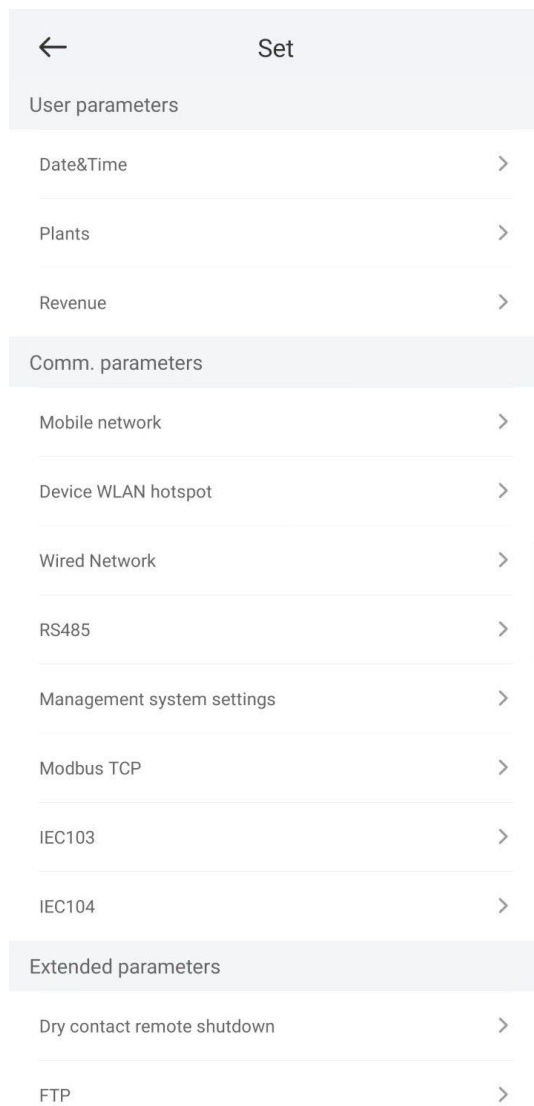 Set
User parameters
Date&Time
Plants
Revenue
Comm. parameters
Mobile network
Device WLAN hotspot
Wired Network
RS485
Management system settings
Modbus TCP
IEC103
IEC104
Extended parameters
Dry contact remote shutdown
FTP